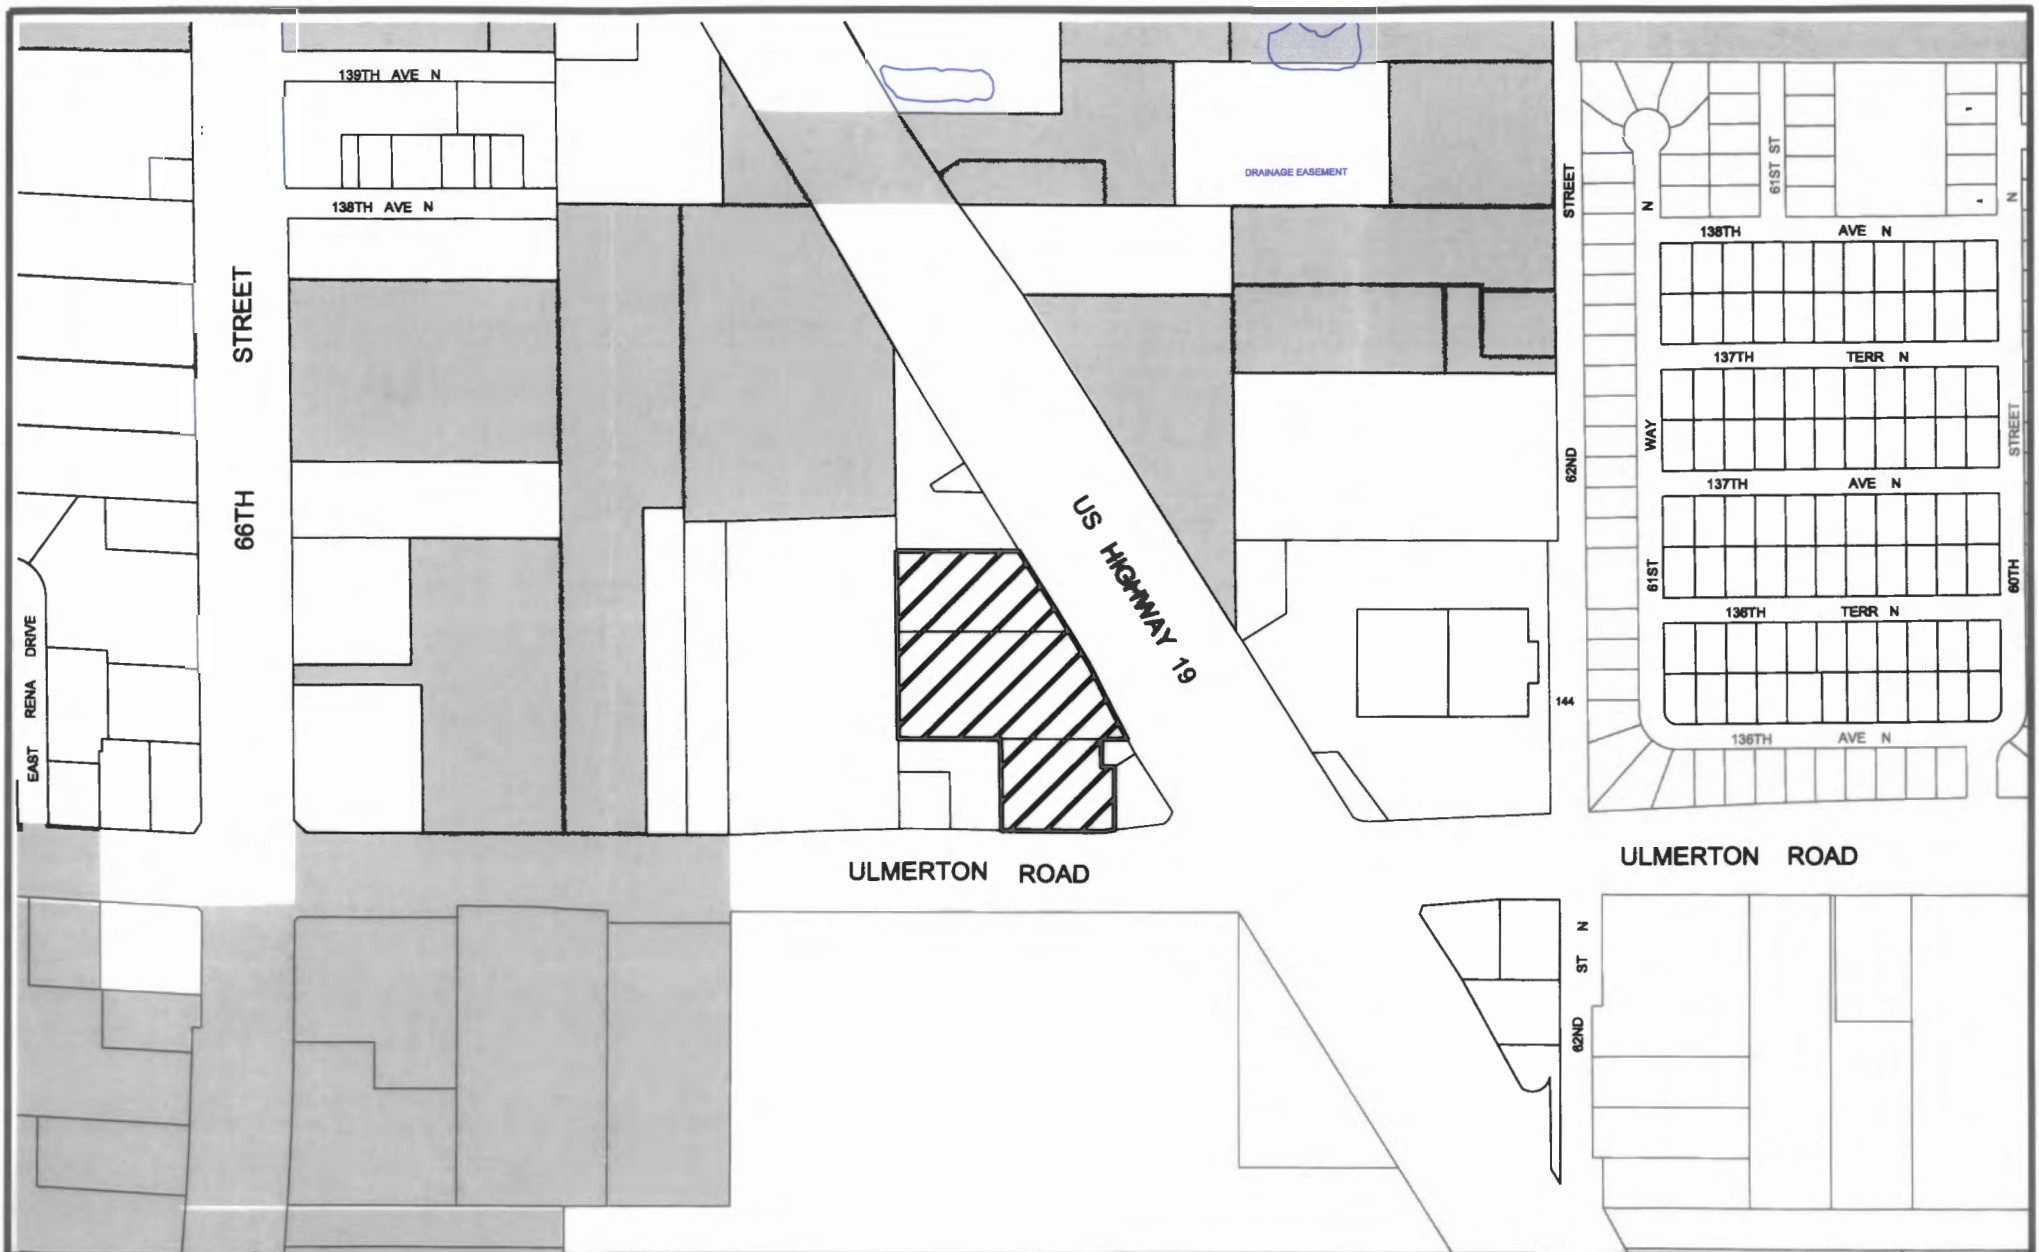 139TH AVE N
138TH AVE N
66TH STREET
EAST RENA DRIVE
US HIGHWAY 19
DRAINAGE EASEMENT
62ND STREET
144
61ST WAY N
61ST ST
60TH STREET N
138TH AVE N
137TH TERR N
137TH AVE N
136TH TERR N
136TH AVE N
ULMERTON ROAD
ULMERTON ROAD
62ND ST N